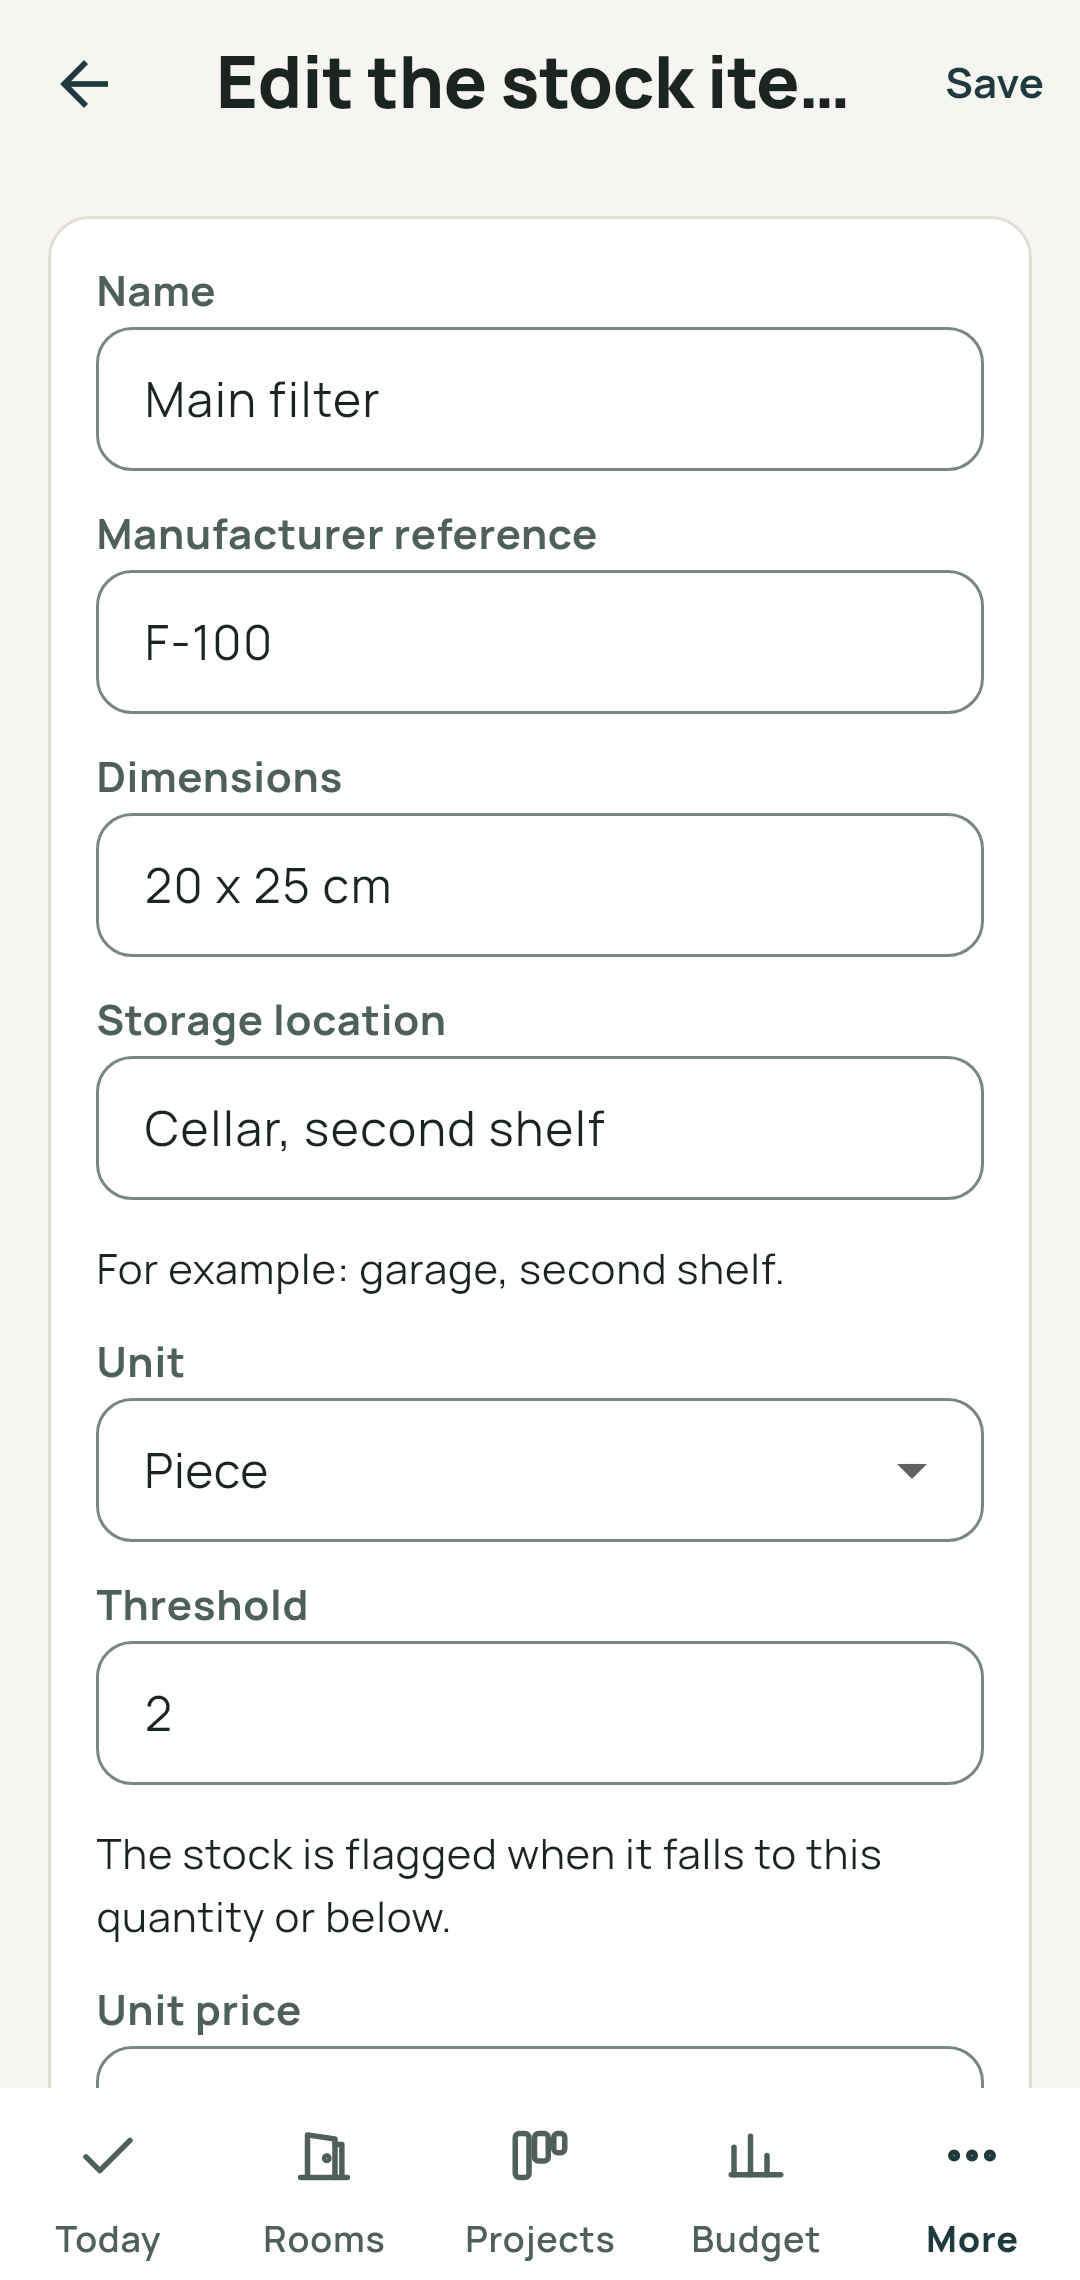 Edit the stock ite...
Save
Name
Main filter
Manufacturer reference
F-100
Dimensions
20 x 25 cm
Storage location
Cellar, second shelf
For example: garage, second shelf.
Unit
Piece
Threshold
2
The stock is flagged when it falls to this
quantity or below.
Unit price
Today
Rooms
Projects
Budget
More